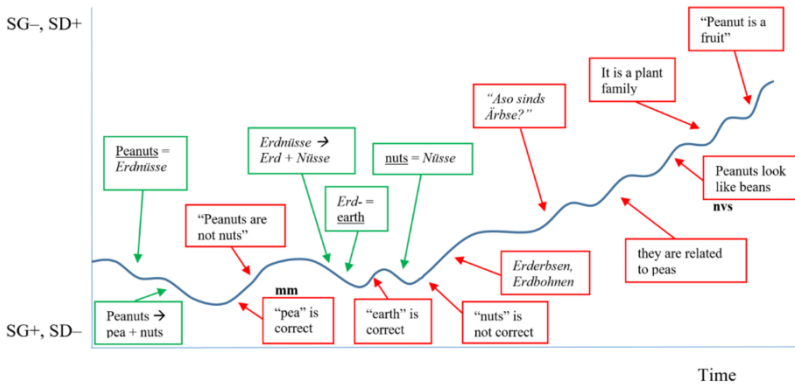 SG–, SD+
“Peanut is a
fruit”
It is a plant
family
“Aso sinds
Ärbse?”
Peanuts =
Erdnüsse
Erdnüsse →
Erd + Nüsse
nuts = Nüsse
Erd- =
earth
“Peanuts are
not nuts”
Peanuts look
like beans
nvs
they are related
to peas
Erderbsen,
Erdbohnen
mm
Peanuts →
pea + nuts
“pea” is
correct
“earth” is
correct
“nuts” is
not correct
SG+, SD–
Time